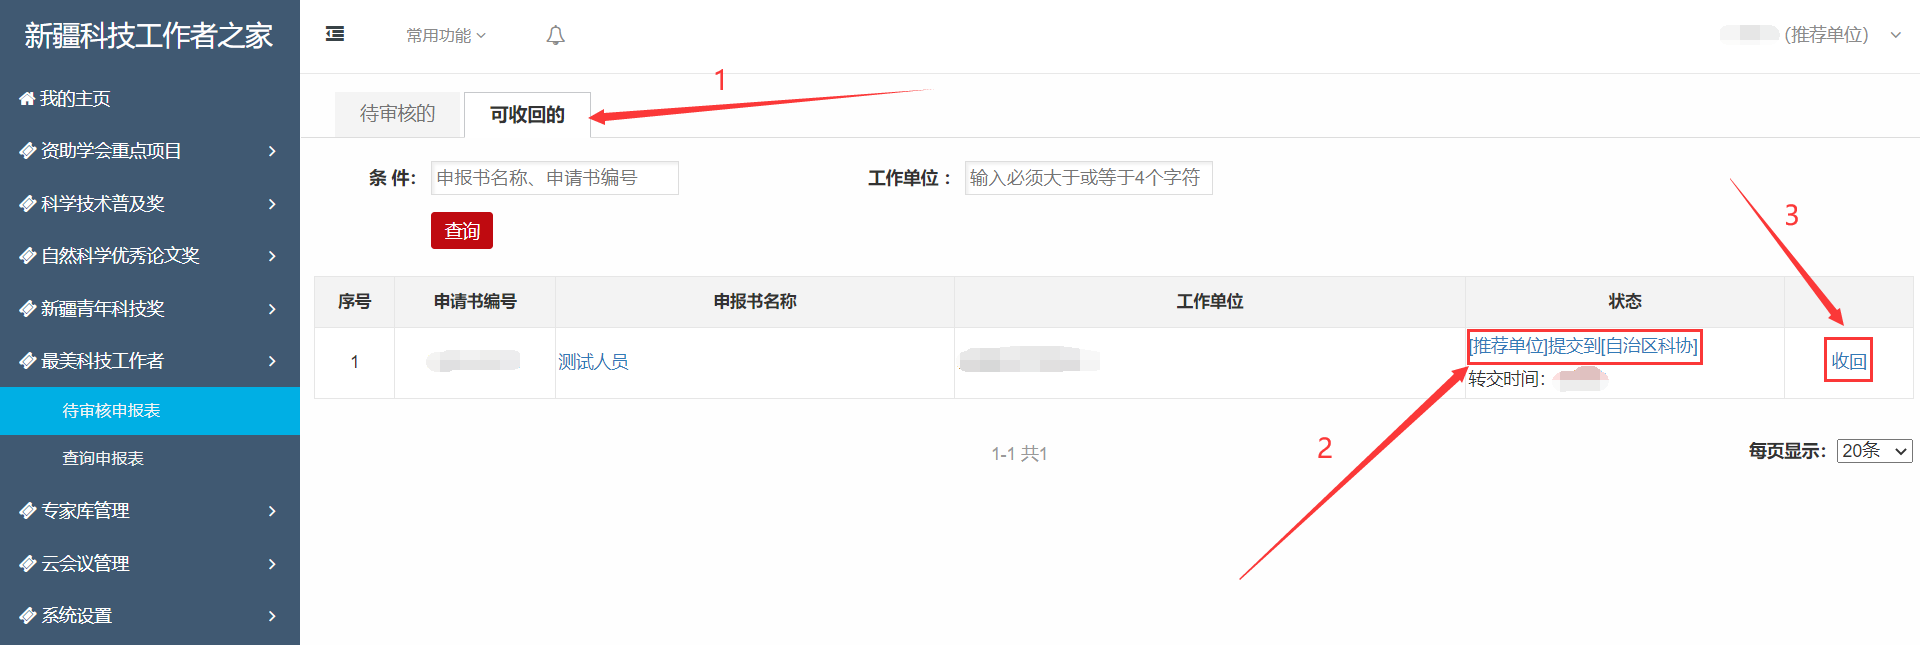 新疆科技工作者之家
常用功能
(推荐单位)
我的主页
资助学会重点项目
科学技术普及奖
自然科学优秀论文奖
新疆青年科技奖
最美科技工作者
待审核申报表
查询申报表
专家库管理
云会议管理
系统设置
1
待审核的 可收回的
条 件： 申报书名称、申请书编号 工作单位 ： 输入必须大于或等于4个字符
查询
3
序号 申请书编号 申报书名称 工作单位 状态
1 测试人员 [推荐单位]提交到[自治区科协] 收回
转交时间：
2
1-1 共1 每页显示： 20条